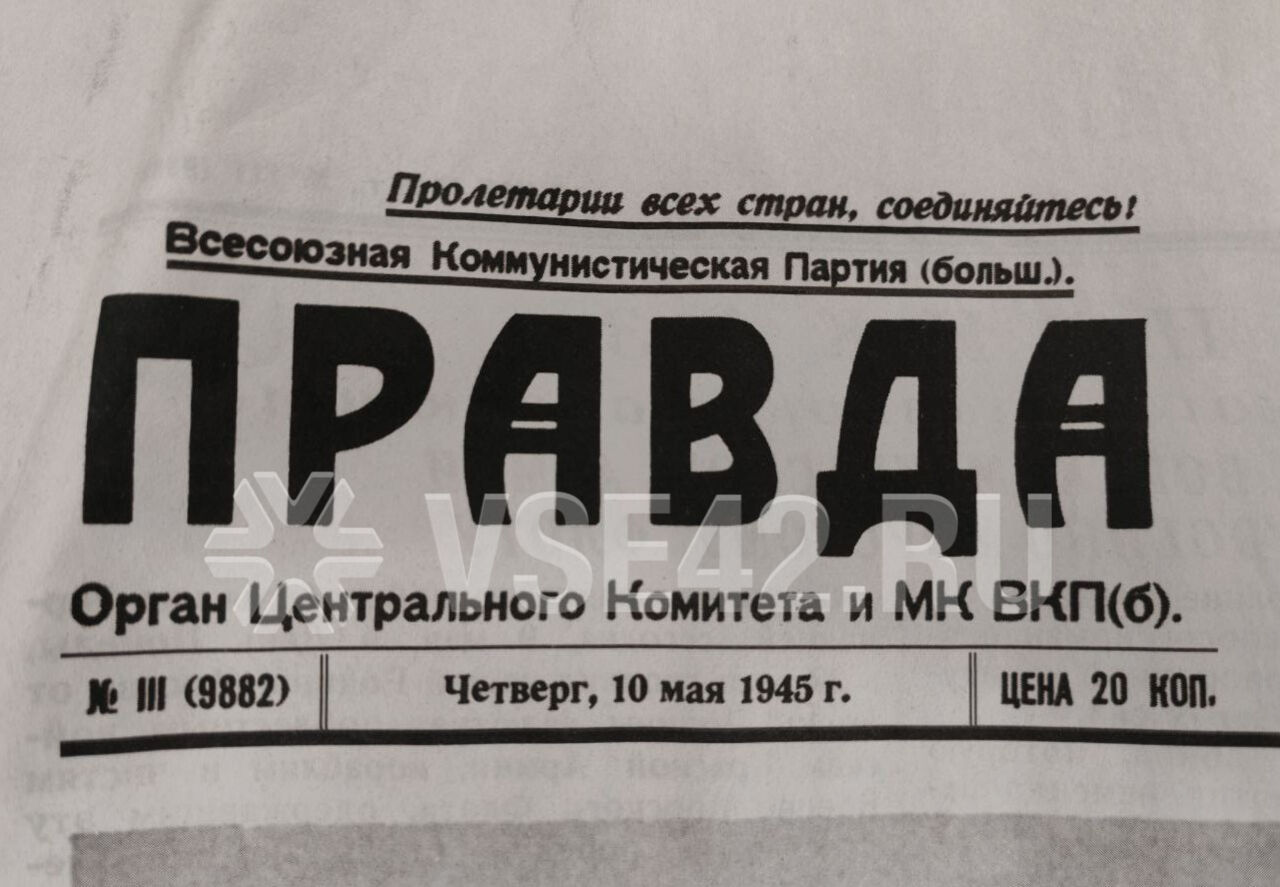 Пролетарии всех стран, соединяйтесь!
Всесоюзная Коммунистическая Партия (больш.).
ПРАВДА
VSE42.RU
Орган Центрального Комитета и МК ВКП(б).
№ 111 (9882) Четверг, 10 мая 1945 г. ЦЕНА 20 КОП.